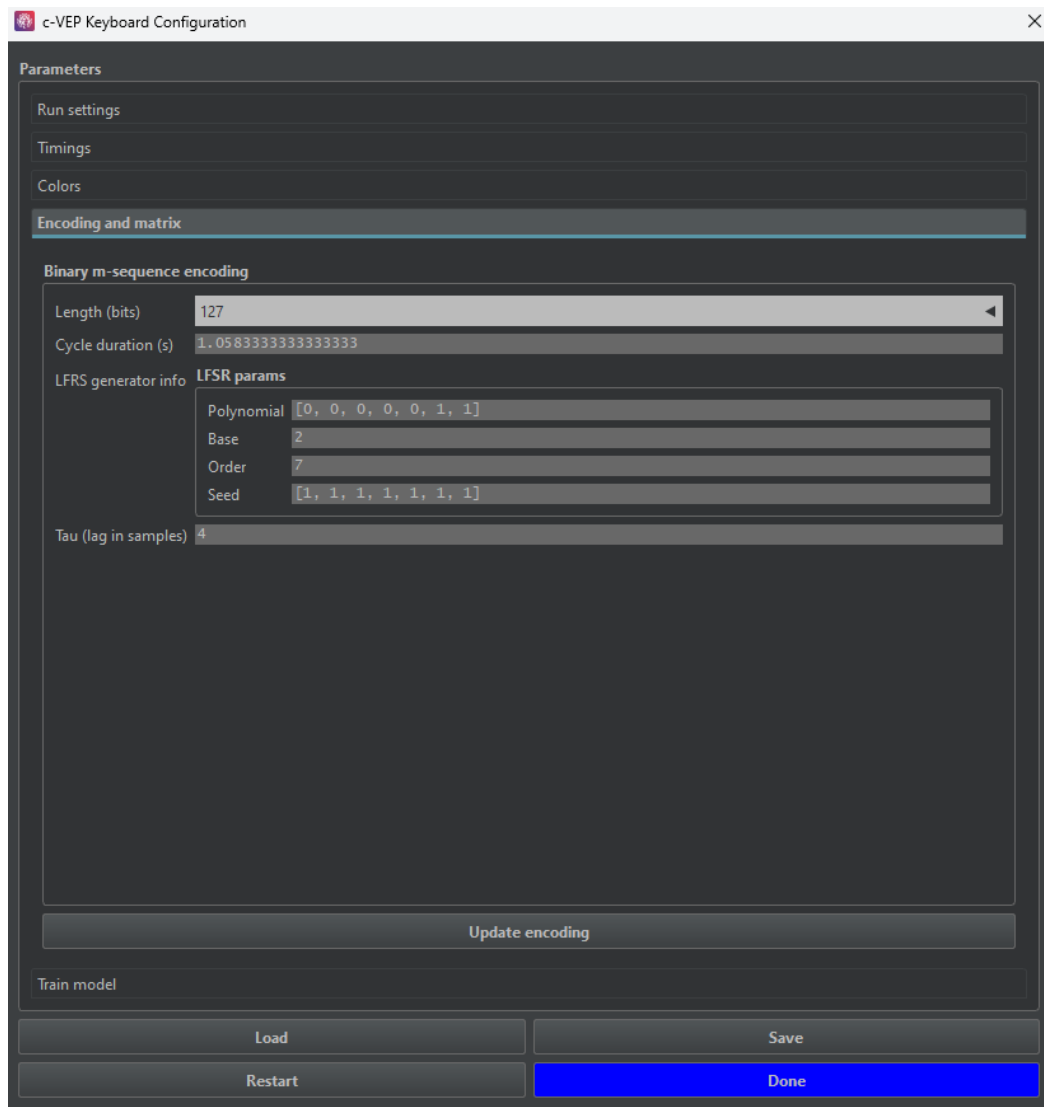 c-VEP Keyboard Configuration
Parameters
Run settings
Timings
Colors
Encoding and matrix
Binary m-sequence encoding
Length (bits) 127
Cycle duration (s) 1.0583333333333333
LFRS generator info LFSR params
Polynomial [0, 0, 0, 0, 0, 1, 1]
Base 2
Order 7
Seed [1, 1, 1, 1, 1, 1, 1]
Tau (lag in samples) 4
Update encoding
Train model
Load Save
Restart Done